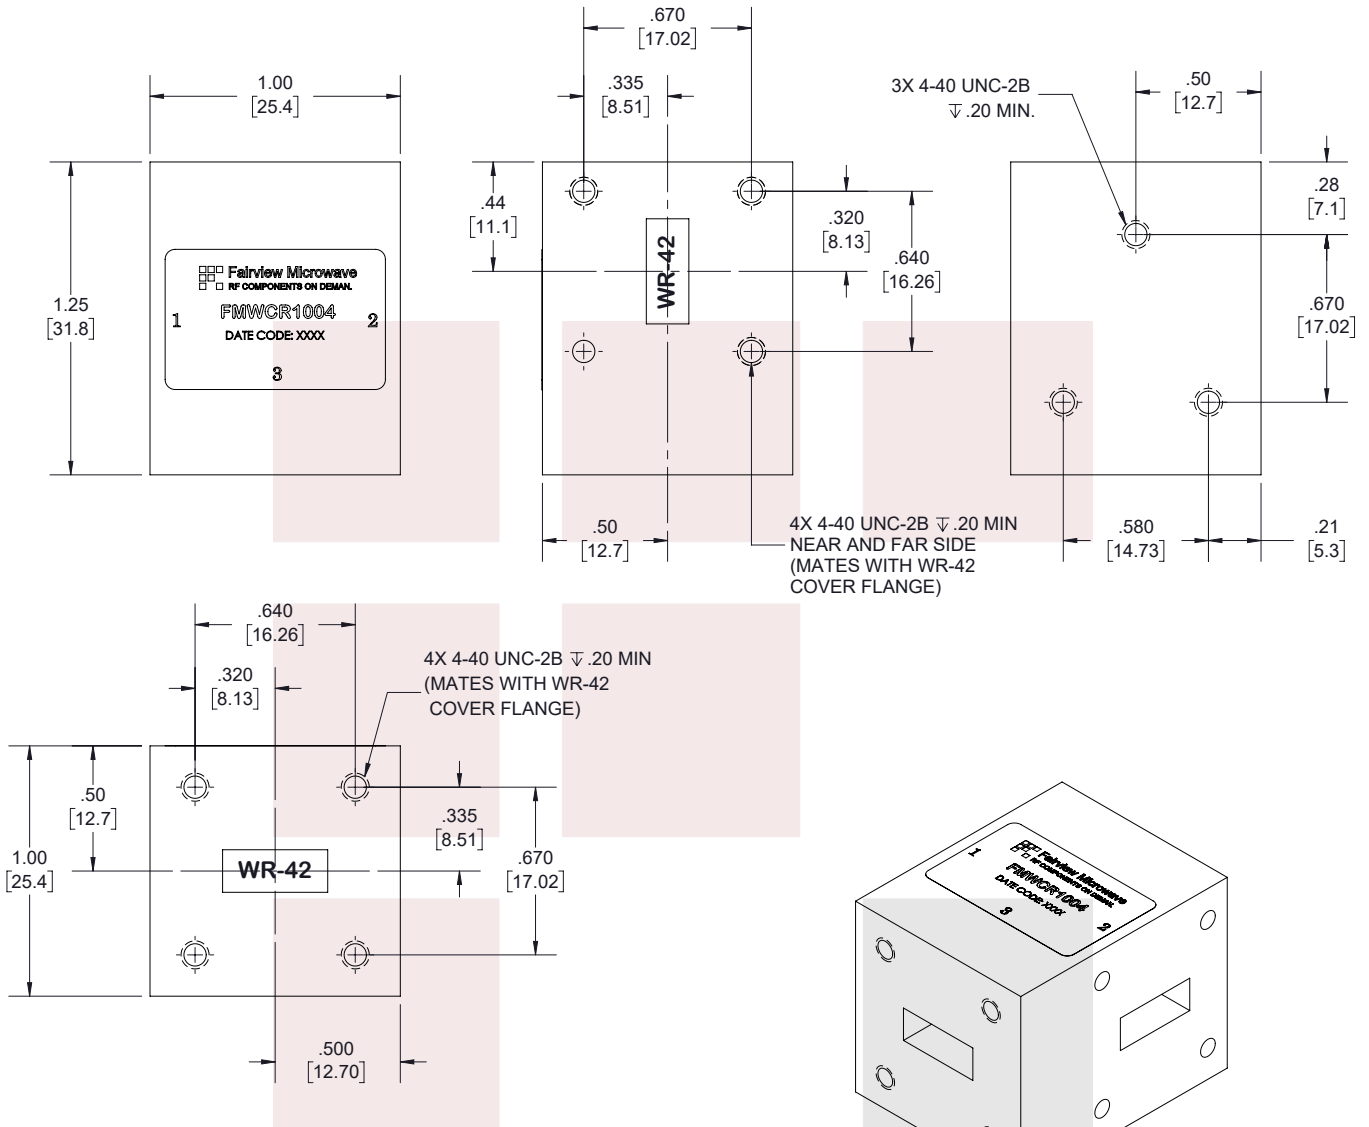 .670
[17.02]
.335
[8.51]
1.00
[25.4]
3X 4-40 UNC-2B
↧ .20 MIN.
.50
[12.7]
.44
[11.1]
.28
[7.1]
.320
[8.13]
.640
[16.26]
WR-42
Fairview Microwave
RF COMPONENTS ON DEMAN.
FMWCR1004
1
2
DATE CODE: XXXX
3
1.25
[31.8]
.670
[17.02]
.50
[12.7]
4X 4-40 UNC-2B ↧ .20 MIN
NEAR AND FAR SIDE
(MATES WITH WR-42
COVER FLANGE)
.580
[14.73]
.21
[5.3]
.640
[16.26]
.320
[8.13]
4X 4-40 UNC-2B ↧ .20 MIN
(MATES WITH WR-42
COVER FLANGE)
.50
[12.7]
.335
[8.51]
1.00
[25.4]
WR-42
.670
[17.02]
.500
[12.70]
1
Fairview Microwave
RF COMPONENTS ON DEMAN.
FMWCR1004
DATE CODE: XXXX
3
2